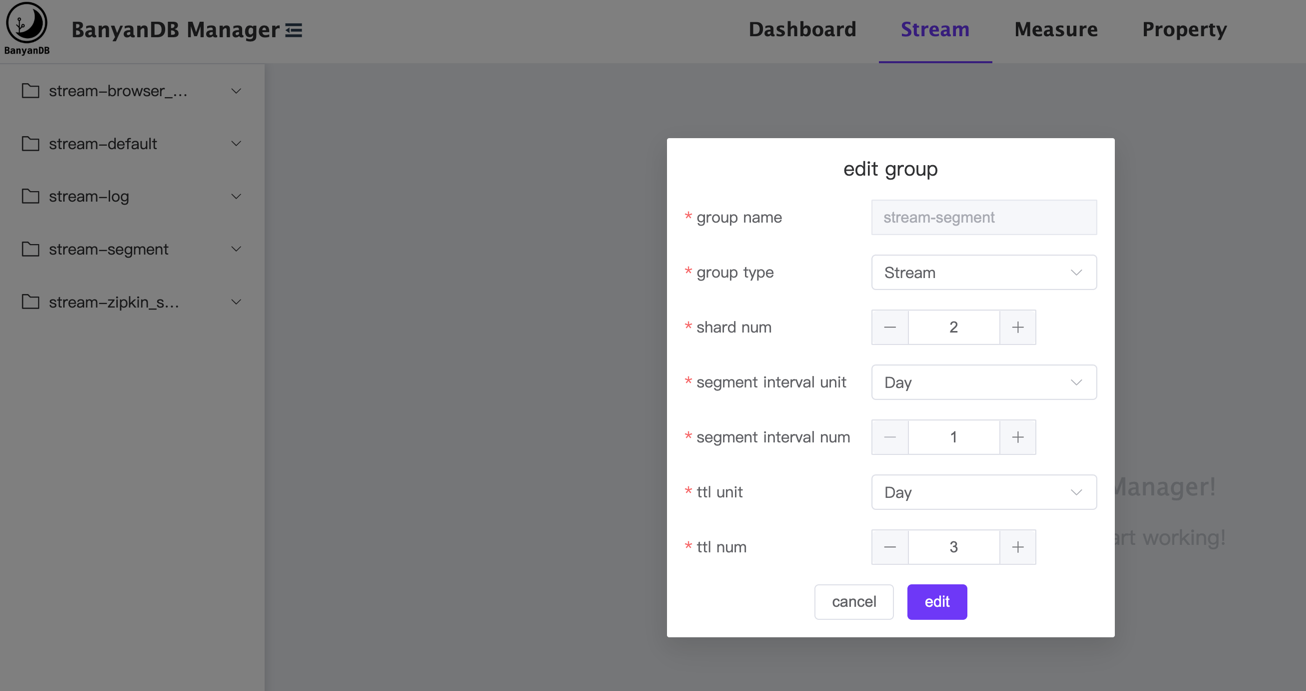 BanyanDB
BanyanDB Manager
Dashboard
Stream
Measure
Property
stream-browser_...
stream-default
stream-log
stream-segment
stream-zipkin_s...
edit group
* group name
stream-segment
* group type
Stream
* shard num
2
* segment interval unit
Day
* segment interval num
1
* ttl unit
Day
* ttl num
3
cancel
edit
Manager!
art working!